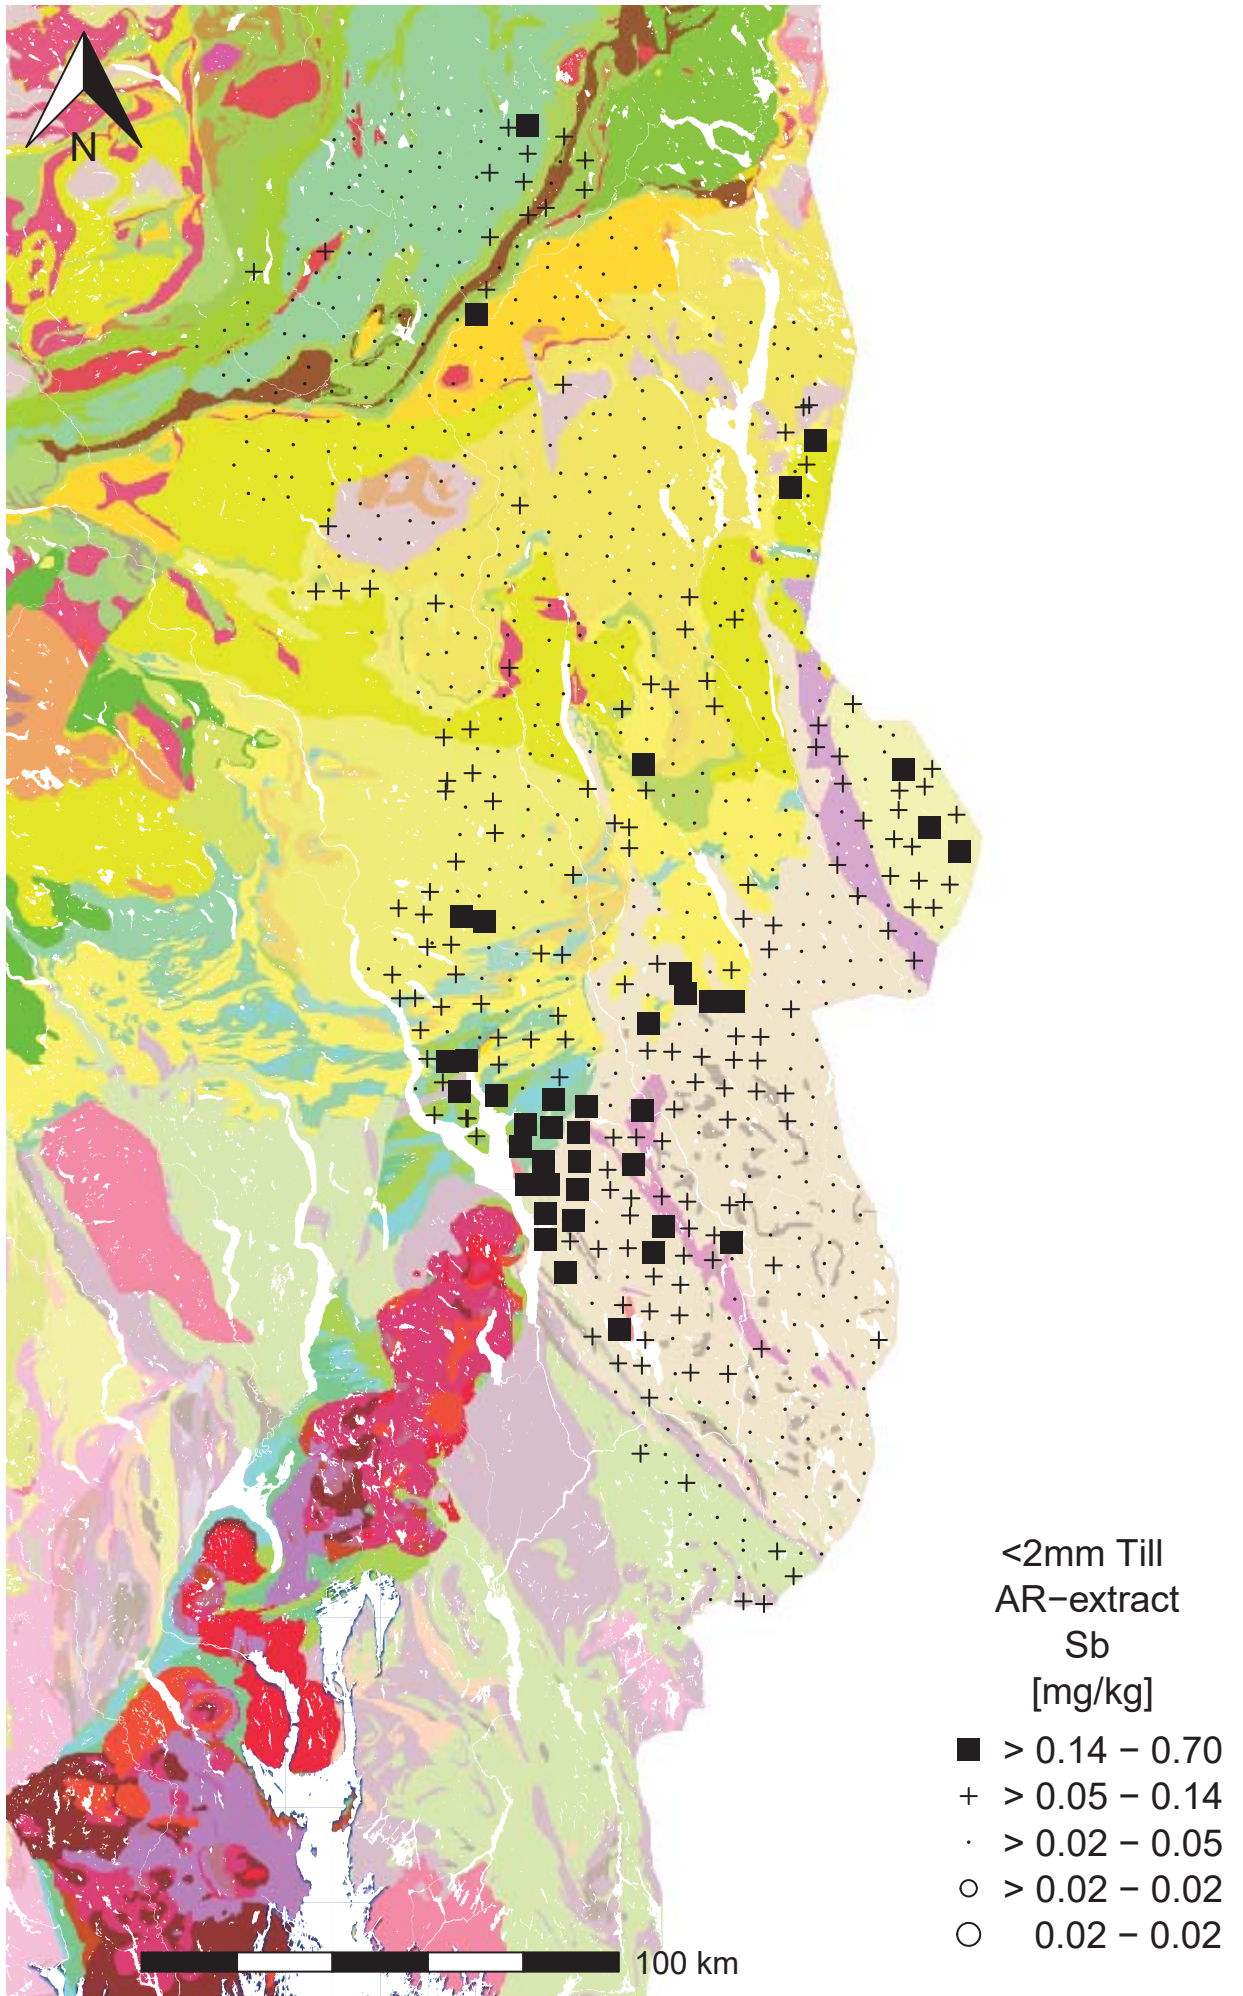 N
<2mm Till
AR−extract
Sb
[mg/kg]
> 0.14 − 0.70
> 0.05 − 0.14
> 0.02 − 0.05
> 0.02 − 0.02
0.02 − 0.02
100 km